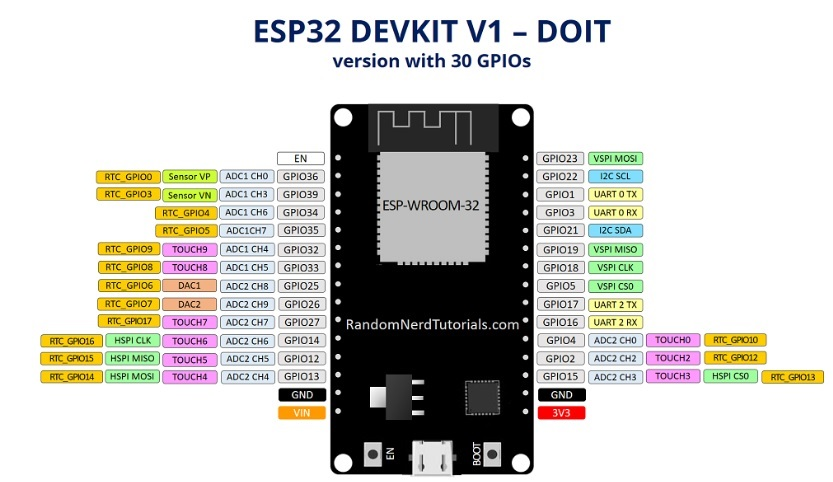 ESP32 DEVKIT V1 – DOIT
version with 30 GPIOs
EN
RTC_GPIO0 Sensor VP ADC1 CH0 GPIO36
RTC_GPIO3 Sensor VN ADC1 CH3 GPIO39
RTC_GPIO4 ADC1 CH6 GPIO34
RTC_GPIO5 ADC1CH7 GPIO35
RTC_GPIO9 TOUCH9 ADC1 CH4 GPIO32
RTC_GPIO8 TOUCH8 ADC1 CH5 GPIO33
RTC_GPIO6 DAC1 ADC2 CH8 GPIO25
RTC_GPIO7 DAC2 ADC2 CH9 GPIO26
RTC_GPIO17 TOUCH7 ADC2 CH7 GPIO27
RTC_GPIO16 HSPI CLK TOUCH6 ADC2 CH6 GPIO14
RTC_GPIO15 HSPI MISO TOUCH5 ADC2 CH5 GPIO12
RTC_GPIO14 HSPI MOSI TOUCH4 ADC2 CH4 GPIO13
GND
VIN
ESP-WROOM-32
RandomNerdTutorials.com
EN
BOOT
GPIO23 VSPI MOSI
GPIO22 I2C SCL
GPIO1 UART 0 TX
GPIO3 UART 0 RX
GPIO21 I2C SDA
GPIO19 VSPI MISO
GPIO18 VSPI CLK
GPIO5 VSPI CS0
GPIO17 UART 2 TX
GPIO16 UART 2 RX
GPIO4 ADC2 CH0 TOUCH0 RTC_GPIO10
GPIO2 ADC2 CH2 TOUCH2 RTC_GPIO12
GPIO15 ADC2 CH3 TOUCH3 HSPI CS0 RTC_GPIO13
GND
3V3